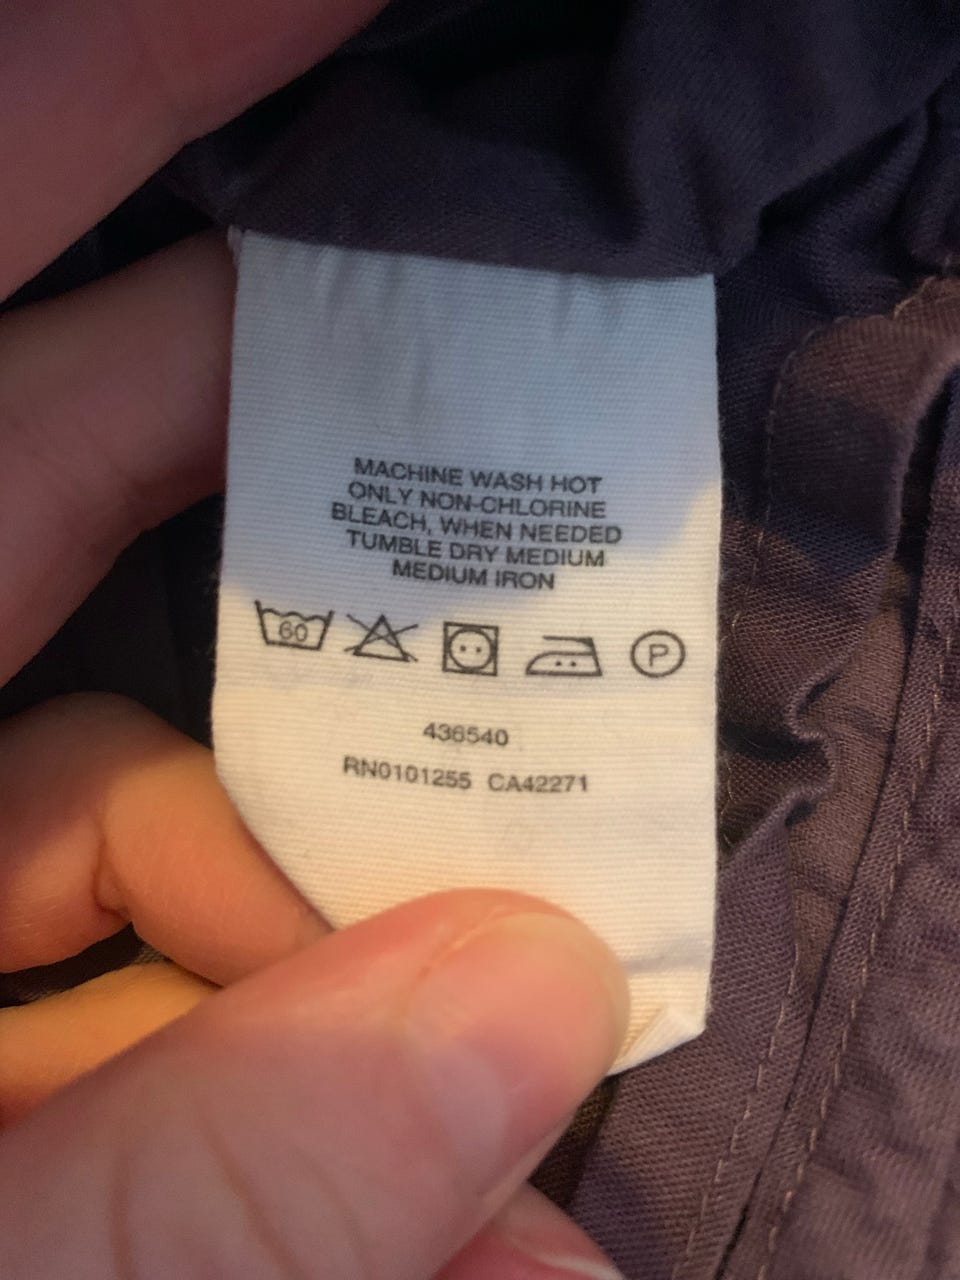 MACHINE WASH HOT
ONLY NON-CHLORINE
BLEACH, WHEN NEEDED
TUMBLE DRY MEDIUM
MEDIUM IRON
60 P
436540
RN0101255 CA42271